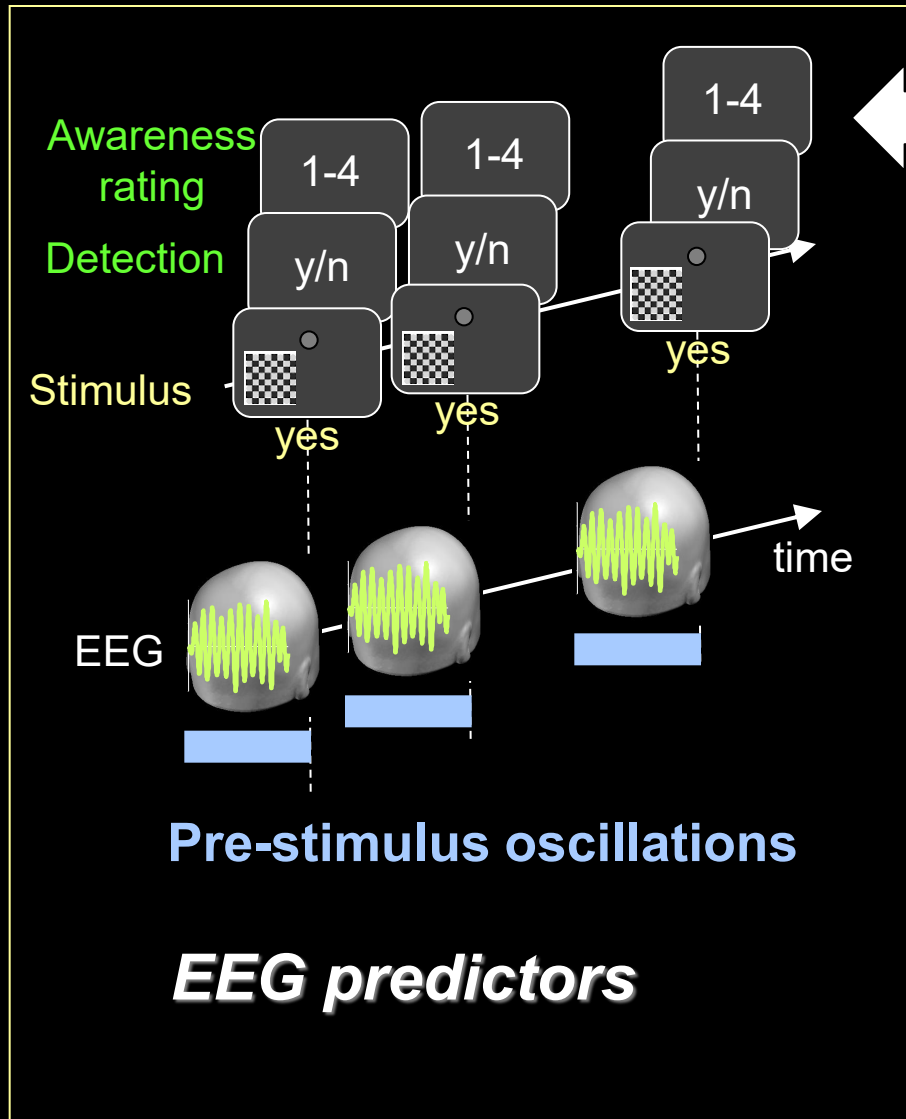 1-4
1-4
1-4
Awareness
rating
y/n
Detection
y/n
y/n
yes
Stimulus
yes
yes
time
EEG
Pre-stimulus oscillations
EEG predictors